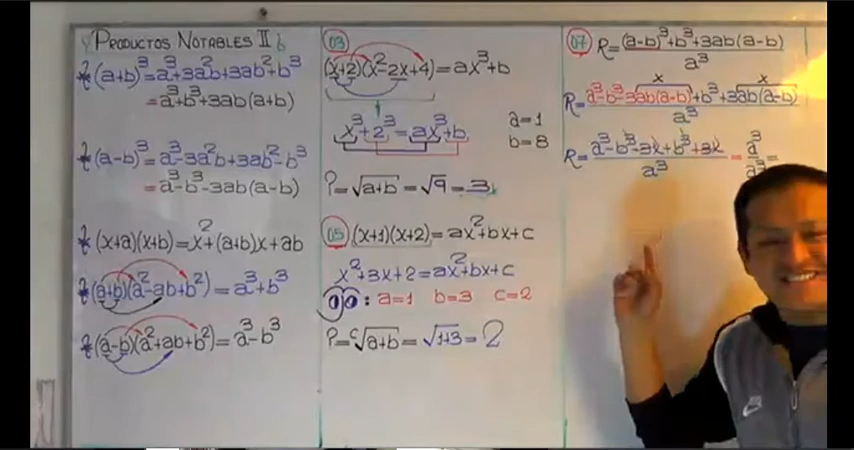 PRODUCTOS NOTABLES II
(a+b)³=a³+3a²b+3ab²+b³
=a³+b³+3ab(a+b)
(a-b)³=a³-3a²b+3ab²-b³
=a³-b³-3ab(a-b)
(x+a)(x+b)=x²+(a+b)x+ab
(a+b)(a²-ab+b²)=a³+b³
(a-b)(a²+ab+b²)=a³-b³
03
(x+2)(x²-2x+4)=ax³+b
x³+2³=ax³+b
a=1
b=8
P=√a+b=√9=3
05 (x+1)(x+2)=ax²+bx+c
x²+3x+2=ax²+bx+c
: a=1 b=3 c=2
P=ᶜ√a+b=√1+3=2
07 R=(a-b)³+b³+3ab(a-b)
a³
x x
R=a³-b³-3ab(a-b)+b³+3ab(a-b)
a³
R=a³-b³-3x+b³+3x = a³ =
a³ a³